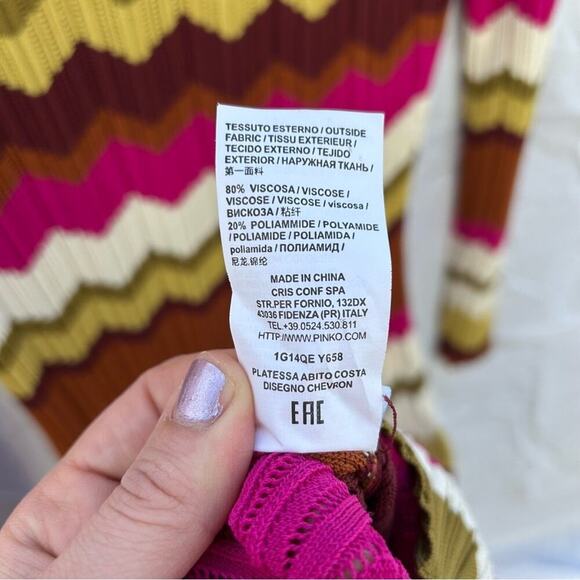 TESSUTO ESTERNO / OUTSIDE
FABRIC / TISSU EXTERIEUR /
TECIDO EXTERNO / TEJIDO
EXTERIOR / НАРУЖНАЯ ТКАНЬ /
第一面料
80% VISCOSA / VISCOSE /
VISCOSE / VISCOSE / viscosa /
ВИСКОЗА / 粘纤
20% POLIAMMIDE / POLYAMIDE
/ POLIAMIDE / POLIAMIDA /
poliamida / ПОЛИАМИД /
尼龙.锦纶
MADE IN CHINA
CRIS CONF SPA
STR.PER FORNIO, 132DX
43036 FIDENZA (PR) ITALY
TEL.+39.0524.530.811
HTTP://WWW.PINKO.COM
1G14QE Y658
PLATESSA ABITO COSTA
DISEGNO CHEVRON
EAC